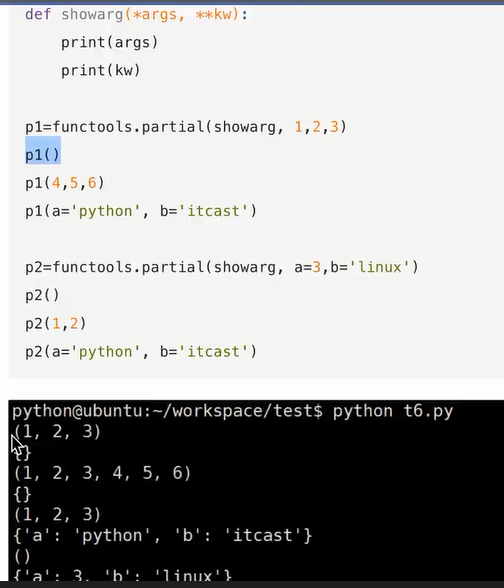 def showarg(*args, **kw):
    print(args)
    print(kw)
p1=functools.partial(showarg, 1,2,3)
p1()
p1(4,5,6)
p1(a='python', b='itcast')
p2=functools.partial(showarg, a=3,b='linux')
p2()
p2(1,2)
p2(a='python', b='itcast')
python@ubuntu:~/workspace/test$ python t6.py
(1, 2, 3)
{}
(1, 2, 3, 4, 5, 6)
{}
(1, 2, 3)
{'a': 'python', 'b': 'itcast'}
()
{'a': 3, 'b': 'linux'}